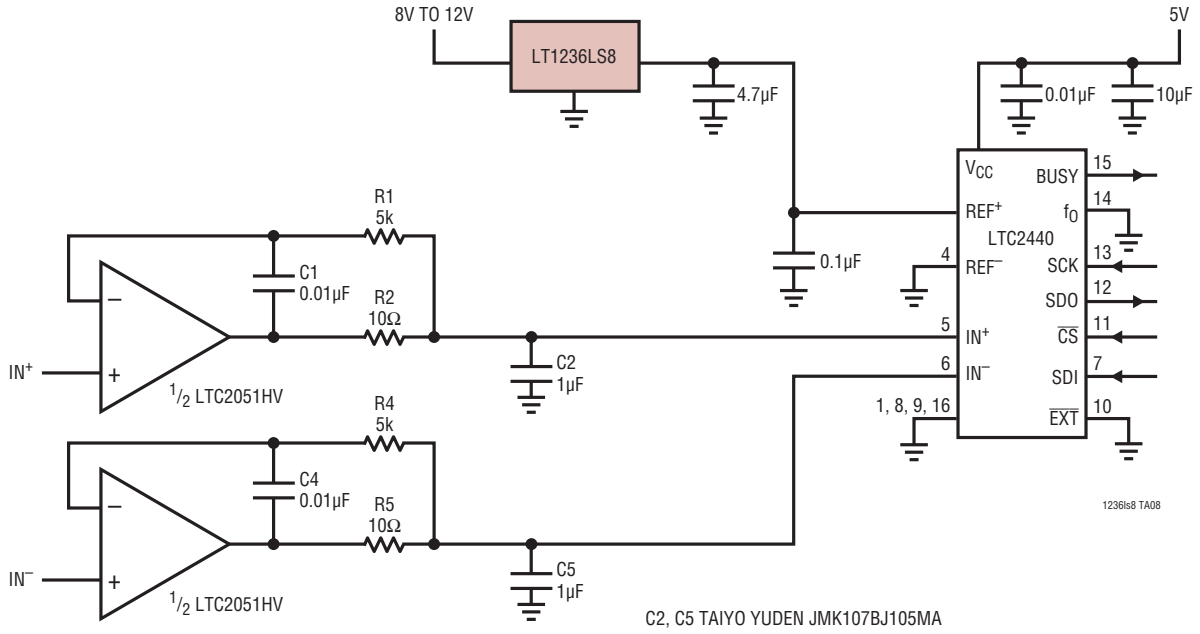 8V TO 12V
LT1236LS8
4.7µF
5V
0.01µF
10µF
VCC
REF⁺
4
REF⁻
LTC2440
5
IN⁺
6
IN⁻
1, 8, 9, 16
BUSY
15
fO
14
SCK
13
SDO
12
C̅S̅
11
SDI
7
E̅X̅T̅
10
0.1µF
R1
5k
C1
0.01µF
R2
10Ω
–
+
IN⁺
1/2 LTC2051HV
C2
1µF
R4
5k
C4
0.01µF
R5
10Ω
–
+
IN⁻
1/2 LTC2051HV
C5
1µF
1236ls8 TA08
C2, C5 TAIYO YUDEN JMK107BJ105MA